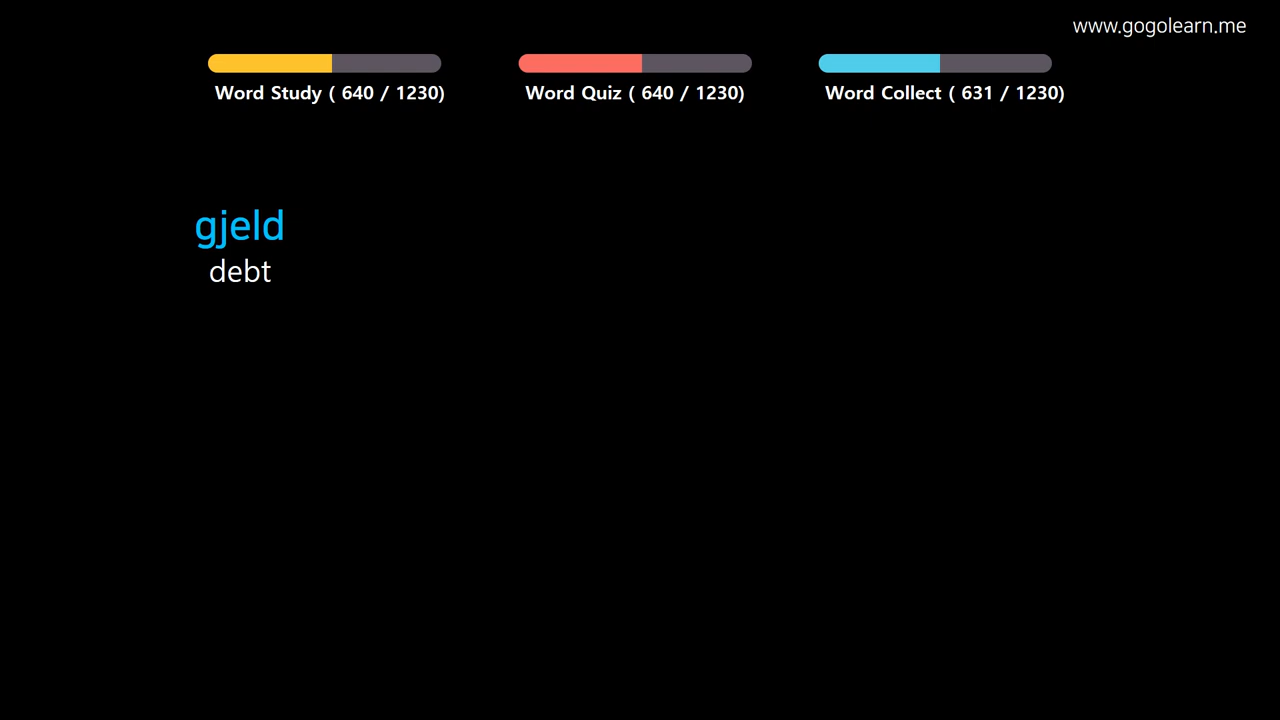 www.gogolearn.me
Word Study ( 640 / 1230)
Word Quiz ( 640 / 1230)
Word Collect ( 631 / 1230)
gjeld
debt